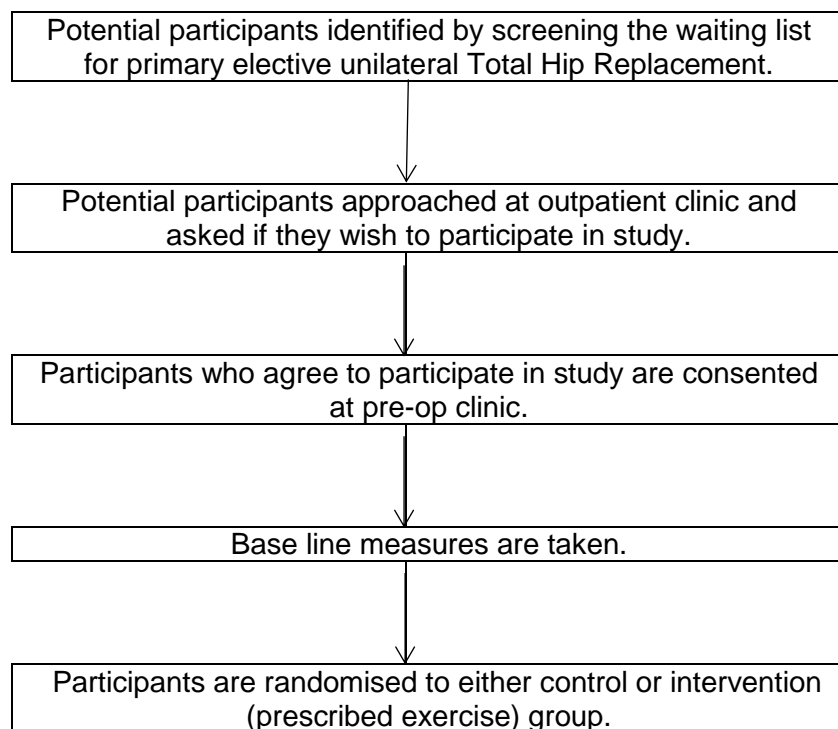 Potential participants identified by screening the waiting list
for primary elective unilateral Total Hip Replacement.
Potential participants approached at outpatient clinic and
asked if they wish to participate in study.
Participants who agree to participate in study are consented
at pre-op clinic.
Base line measures are taken.
Participants are randomised to either control or intervention
(prescribed exercise) group.